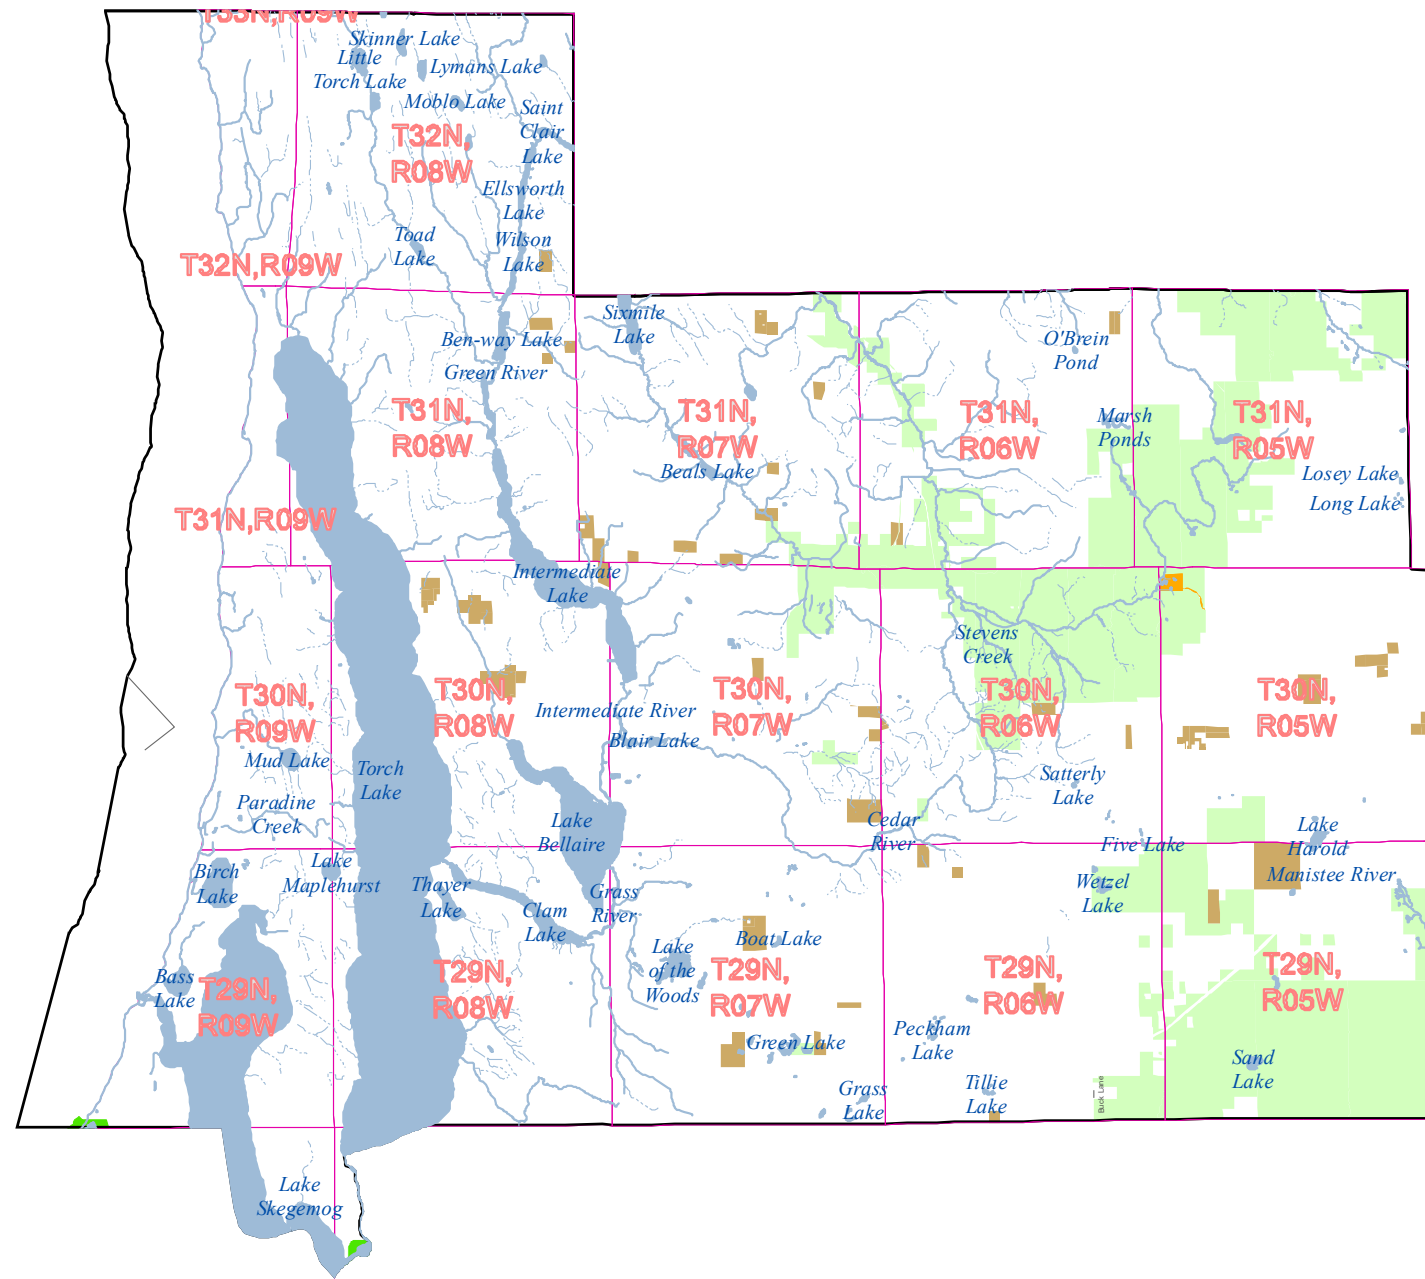 T33N,R09W
Skinner Lake
Little
Torch Lake
Lymans Lake
Moblo Lake
Saint
Clair
Lake
T32N,
R08W
Ellsworth
Lake
Toad
Lake
Wilson
Lake
T32N,R09W
Sixmile
Lake
Ben-way Lake
Green River
O'Brein
Pond
T31N,
R08W
T31N,
R07W
Beals Lake
T31N,
R06W
Marsh
Ponds
T31N,
R05W
Losey Lake
Long Lake
T31N,R09W
Intermediate
Lake
Stevens
Creek
T30N,
R09W
T30N,
R08W
T30N,
R07W
T30N,
R06W
T30N,
R05W
Intermediate River
Blair Lake
Mud Lake
Torch
Lake
Satterly
Lake
Paradine
Creek
Lake
Bellaire
Cedar
River
Five Lake
Lake
Harold
Manistee River
Birch
Lake
Lake
Maplehurst
Thayer
Lake
Clam
Lake
Grass
River
Wetzel
Lake
Boat Lake
Lake
of the
Woods
Bass
Lake
T29N,
R09W
T29N,
R08W
T29N,
R07W
T29N,
R06W
T29N,
R05W
Green Lake
Peckham
Lake
Sand
Lake
Grass
Lake
Tillie
Lake
Buck Lane
Lake
Skegemog